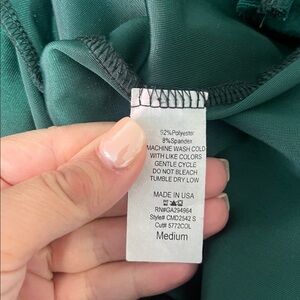 92%Polyester
8%Spandex
MACHINE WASH COLD
WITH LIKE COLORS
GENTLE CYCLE
DO NOT BLEACH
TUMBLE DRY LOW
MADE IN USA
RN#GA294964
Style# CMD2542 S
Cut# 5772COL
Medium